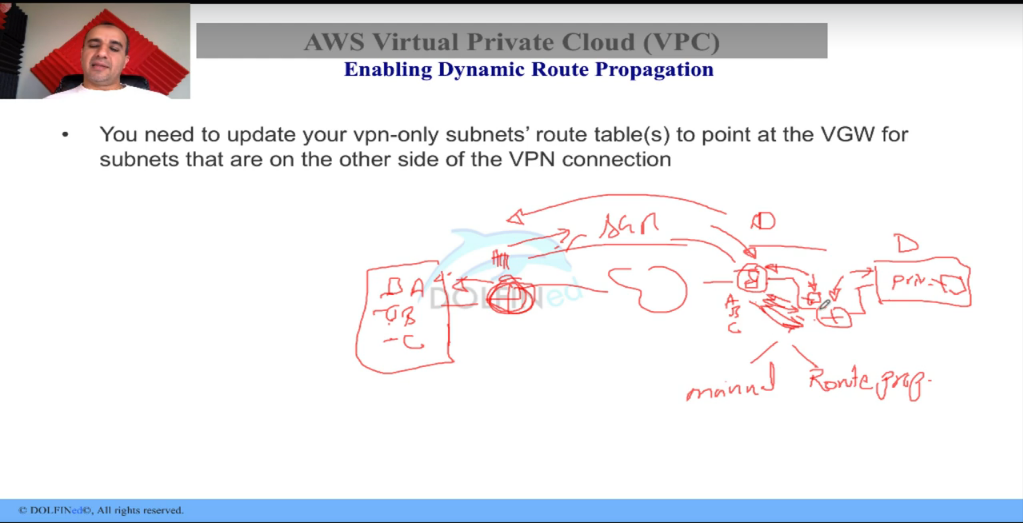 AWS Virtual Private Cloud (VPC)
Enabling Dynamic Route Propagation
• You need to update your vpn-only subnets' route table(s) to point at the VGW for
subnets that are on the other side of the VPN connection
D
D
A
B
C
DOLFINed
A
B
C
Route prop.
© DOLFINed©, All rights reserved.